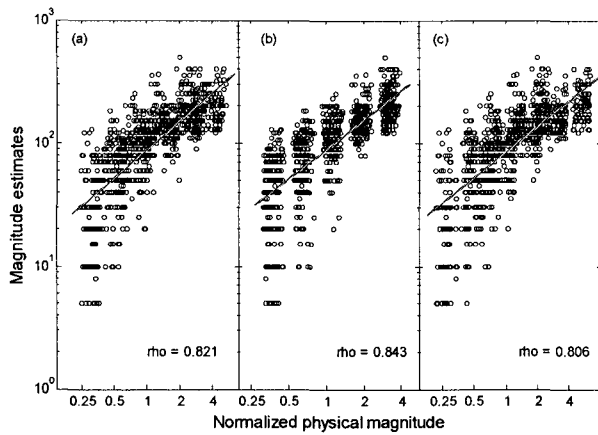 10³
(a)
(b)
(c)
10²
10¹
10⁰
Magnitude estimates
rho = 0.821
rho = 0.843
rho = 0.806
0.25 0.5 1 2 4
0.25 0.5 1 2 4
0.25 0.5 1 2 4
Normalized physical magnitude